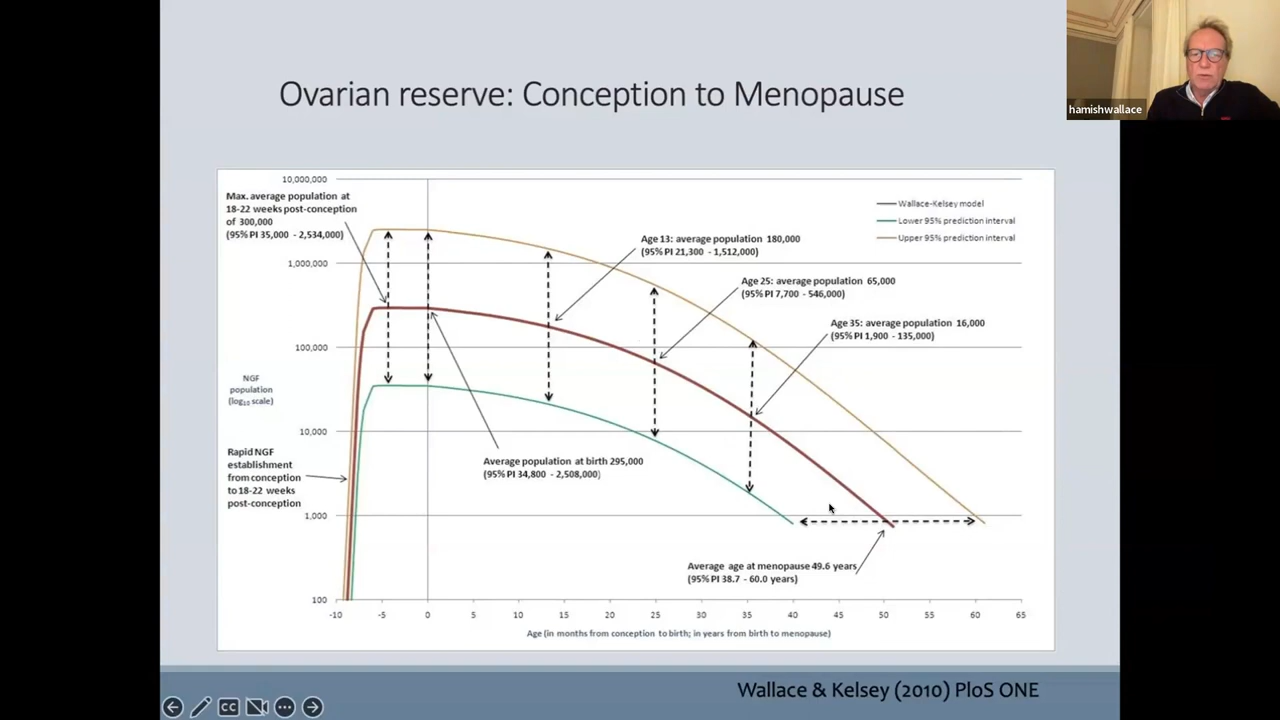 hamishwallace
Ovarian reserve: Conception to Menopause
10,000,000
1,000,000
100,000
10,000
1,000
100
NGF
population
(log10 scale)
Max. average population at
18-22 weeks post-conception
of 300,000
(95% PI 35,000 - 2,534,000)
Wallace-Kelsey model
Lower 95% prediction interval
Upper 95% prediction interval
Age 13: average population 180,000
(95% PI 21,300 - 1,512,000)
Age 25: average population 65,000
(95% PI 7,700 - 546,000)
Age 35: average population 16,000
(95% PI 1,900 - 135,000)
Rapid NGF
establishment
from conception
to 18-22 weeks
post-conception
Average population at birth 295,000
(95% PI 34,800 - 2,508,000)
Average age at menopause 49.6 years
(95% PI 38.7 - 60.0 years)
-10 -5 0 5 10 15 20 25 30 35 40 45 50 55 60 65
Age (in months from conception to birth; in years from birth to menopause)
Wallace & Kelsey (2010) PloS ONE
CC